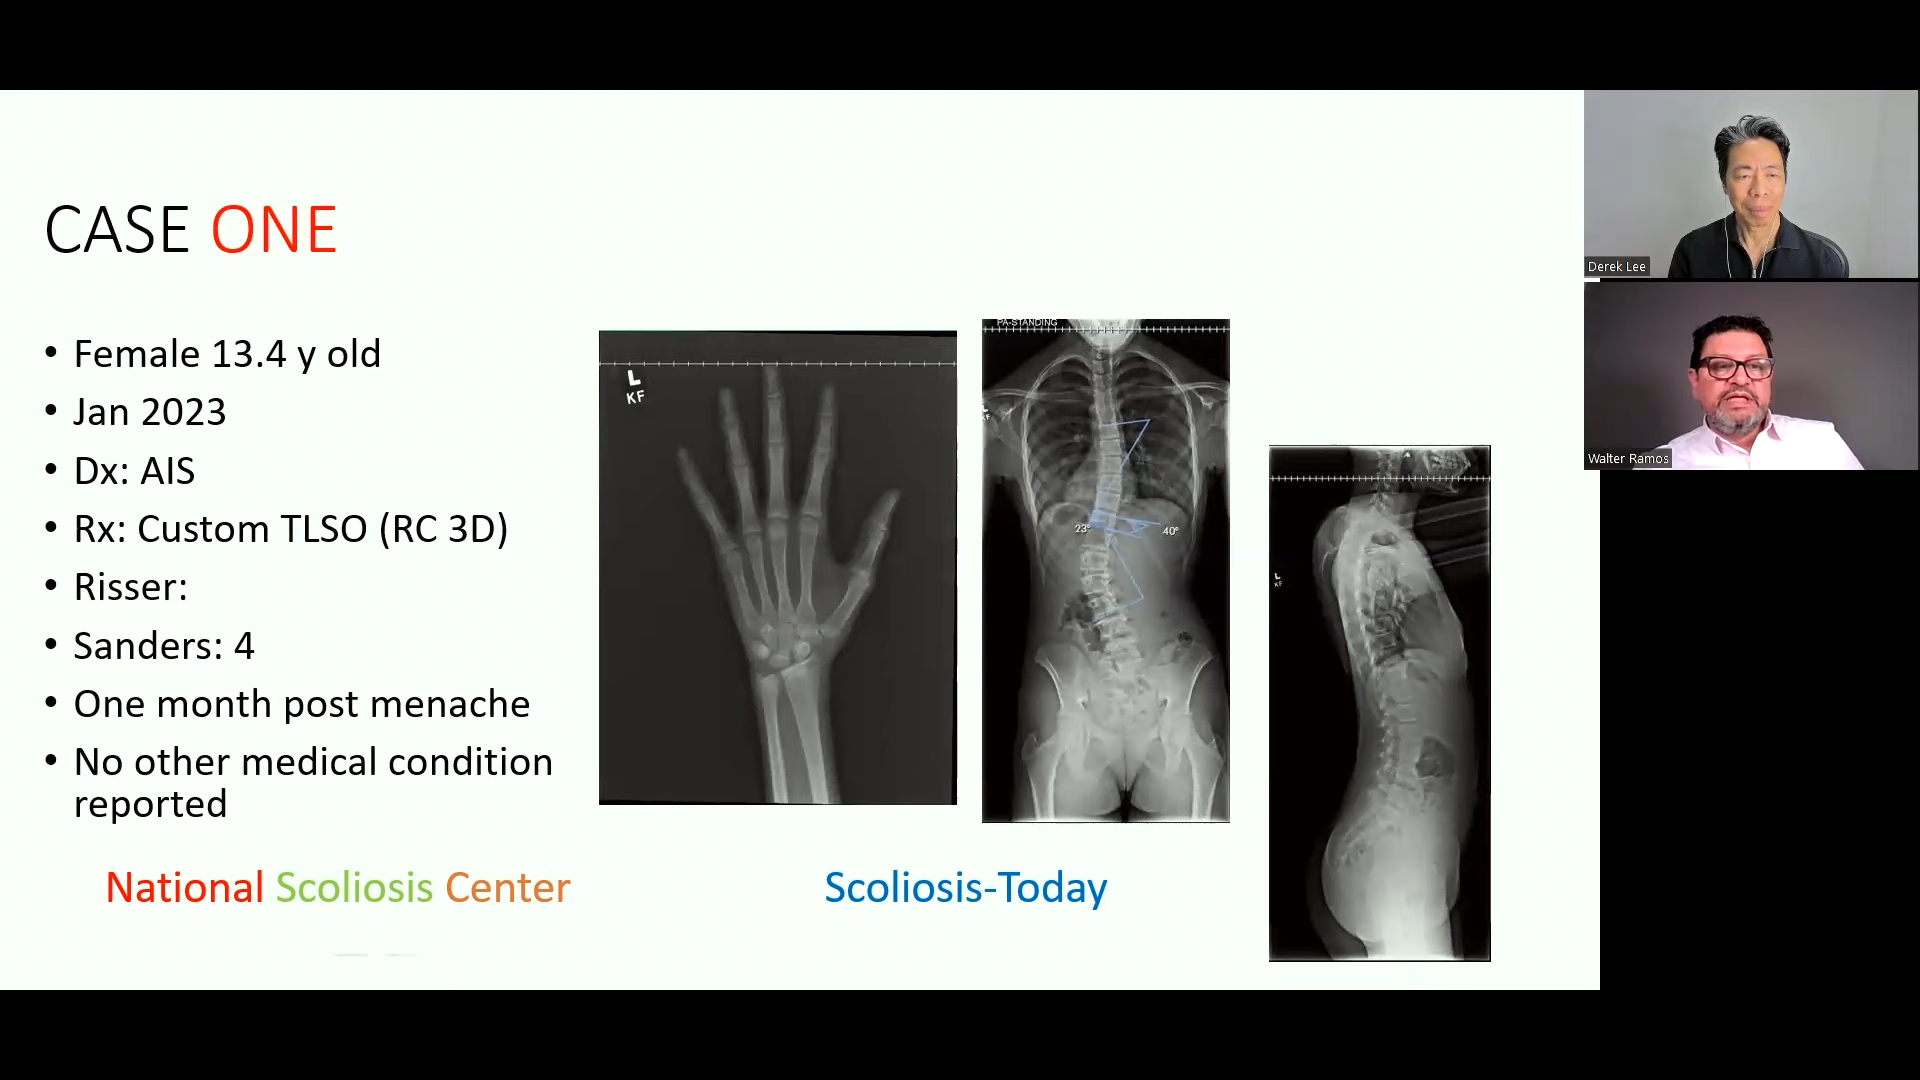 CASE ONE
• Female 13.4 y old
• Jan 2023
• Dx: AIS
• Rx: Custom TLSO (RC 3D)
• Risser:
• Sanders: 4
• One month post menache
• No other medical condition
reported
National Scoliosis Center
Scoliosis-Today
L
KF
PA-STANDING
L
KF
23°
40°
L
KF
Derek Lee
Walter Ramos